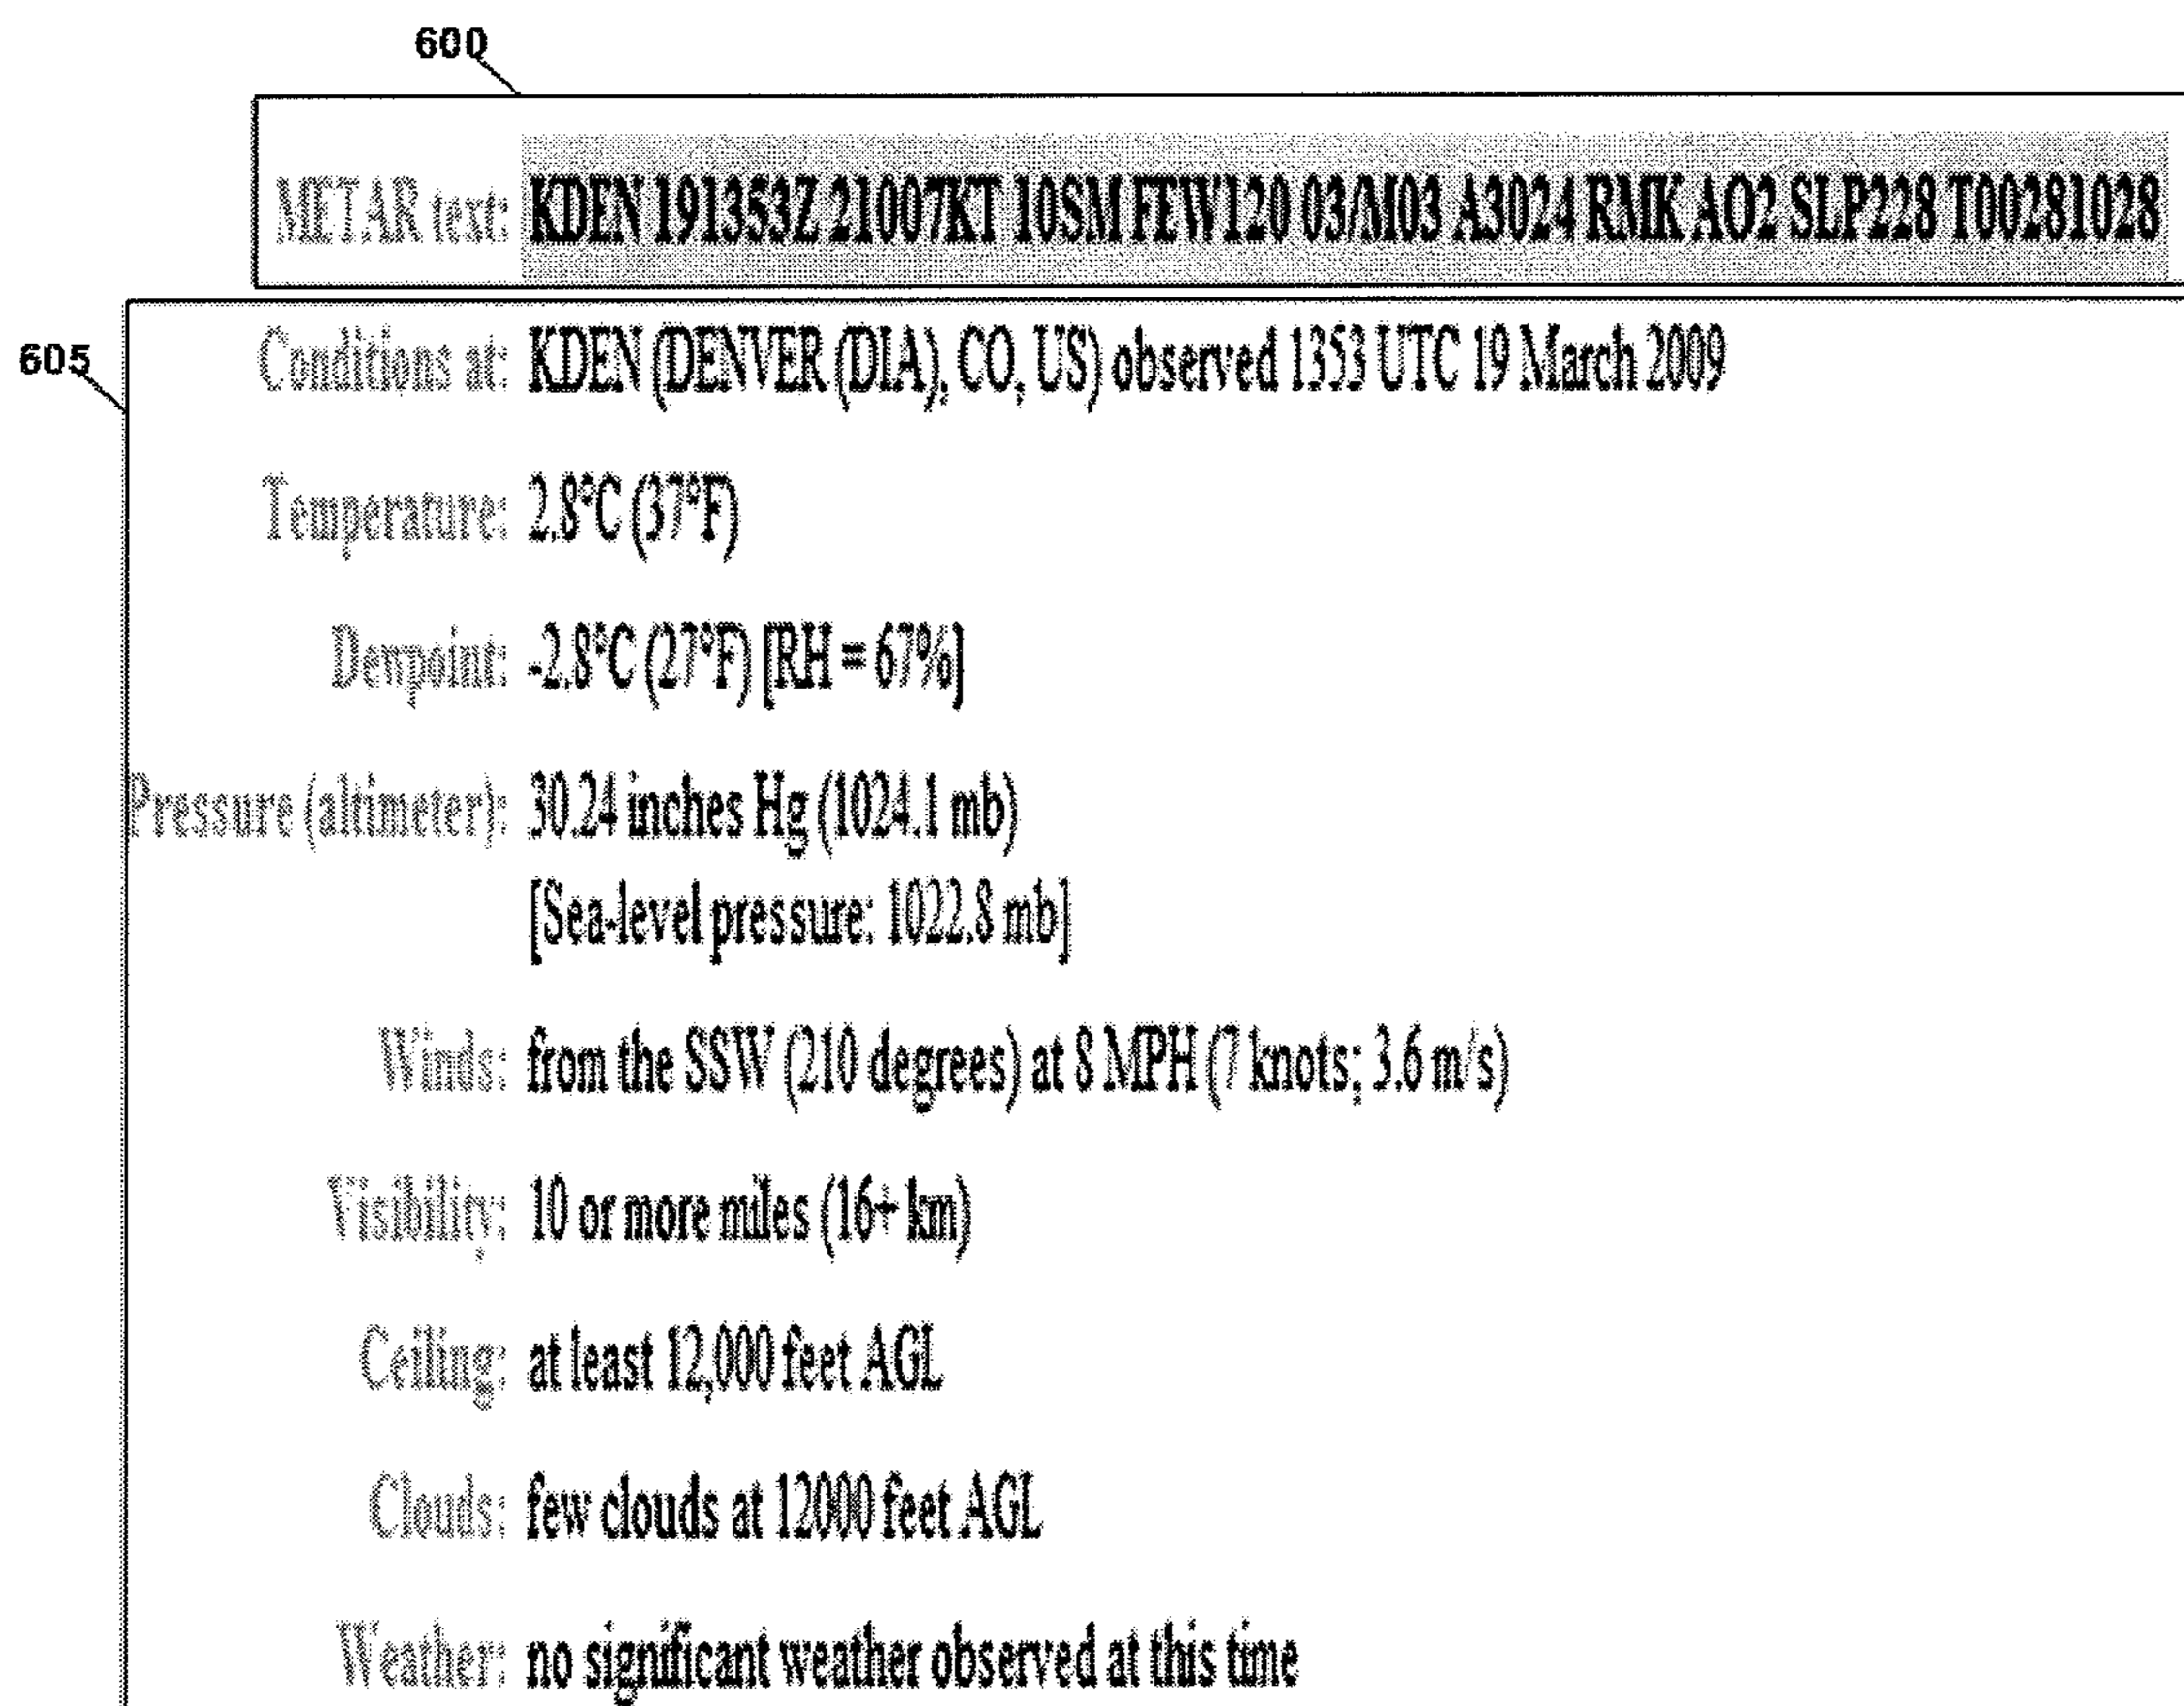 600
METAR text: KDEN 191353Z 21007KT 10SM FEW120 03/M03 A3024 RMK AO2 SLP228 T00281028
605
Conditions at: KDEN (DENVER (DIA), CO, US) observed 1353 UTC 19 March 2009
Temperature: 2.8°C (37°F)
Dewpoint: -2.8°C (27°F) [RH = 67%]
Pressure (altimeter): 30.24 inches Hg (1024.1 mb)
[Sea-level pressure: 1022.8 mb]
Winds: from the SSW (210 degrees) at 8 MPH (7 knots; 3.6 m/s)
Visibility: 10 or more miles (16+ km)
Ceiling: at least 12,000 feet AGL
Clouds: few clouds at 12000 feet AGL
Weather: no significant weather observed at this time